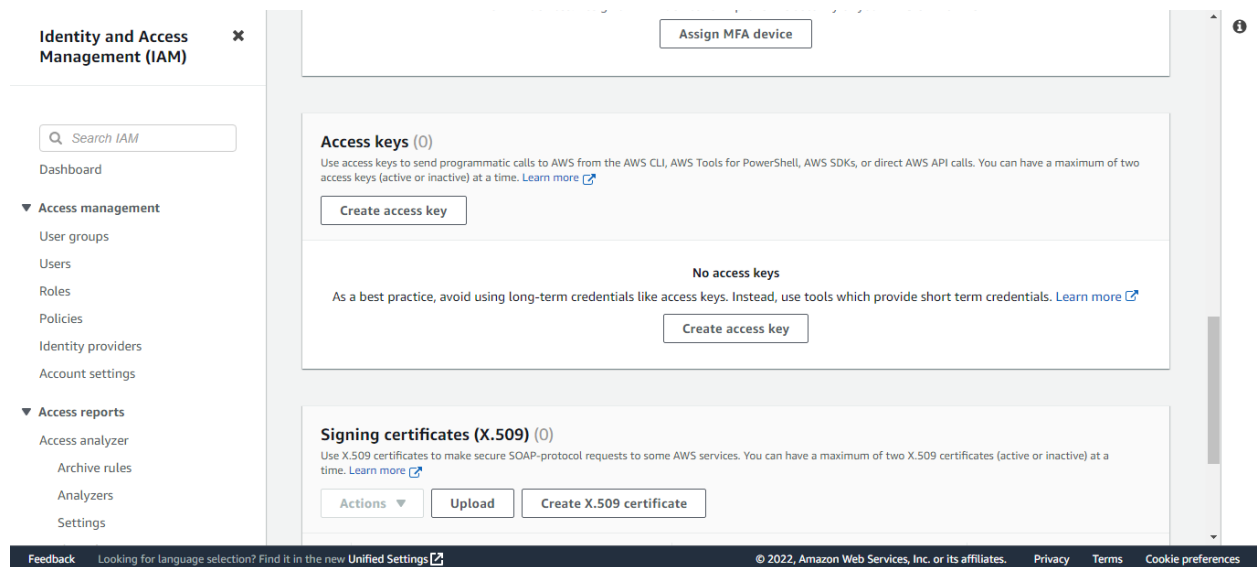 Identity and Access
Management (IAM)
Search IAM
Dashboard
Access management
User groups
Users
Roles
Policies
Identity providers
Account settings
Access reports
Access analyzer
Archive rules
Analyzers
Settings
Assign MFA device
Access keys (0)
Use access keys to send programmatic calls to AWS from the AWS CLI, AWS Tools for PowerShell, AWS SDKs, or direct AWS API calls. You can have a maximum of two
access keys (active or inactive) at a time. Learn more
Create access key
No access keys
As a best practice, avoid using long-term credentials like access keys. Instead, use tools which provide short term credentials. Learn more
Create access key
Signing certificates (X.509) (0)
Use X.509 certificates to make secure SOAP-protocol requests to some AWS services. You can have a maximum of two X.509 certificates (active or inactive) at a
time. Learn more
Actions
Upload
Create X.509 certificate
Feedback
Looking for language selection? Find it in the new Unified Settings
© 2022, Amazon Web Services, Inc. or its affiliates.
Privacy
Terms
Cookie preferences